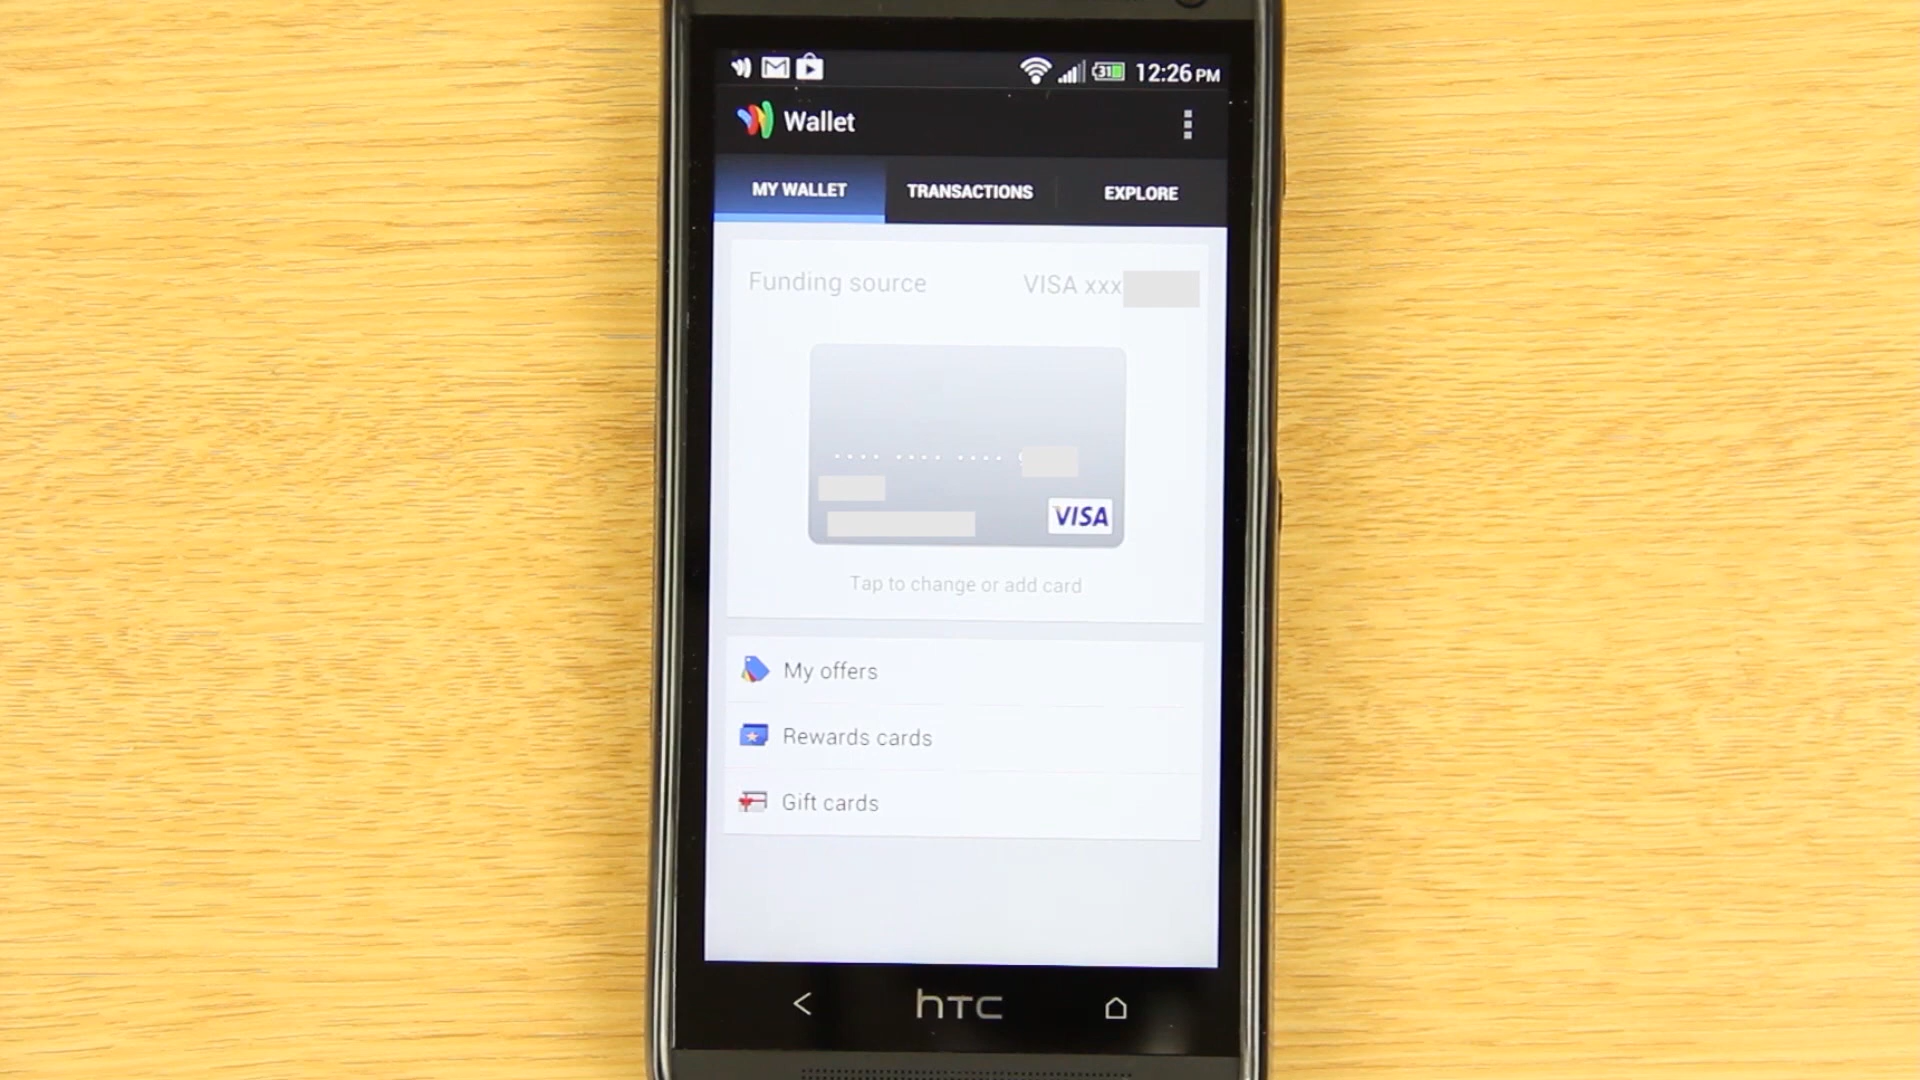 31 12:26 PM
Wallet
MY WALLET TRANSACTIONS EXPLORE
Funding source VISA xxx
VISA
Tap to change or add card
My offers
Rewards cards
Gift cards
hTC